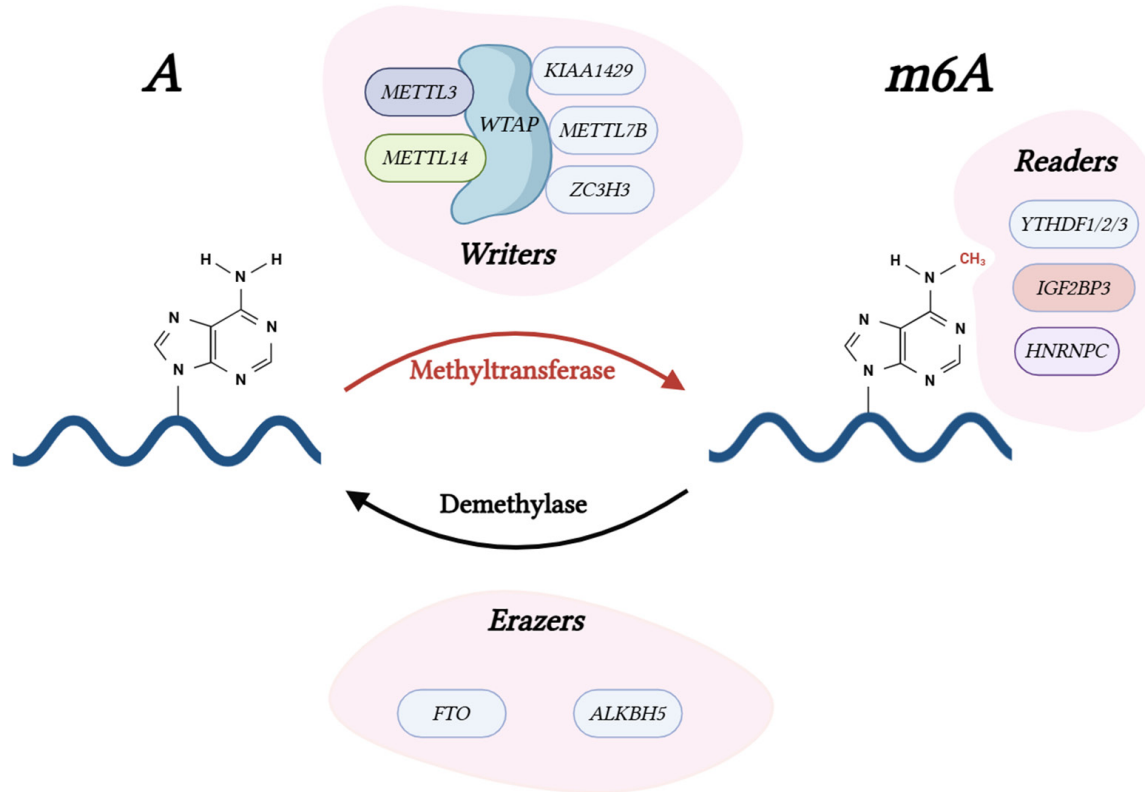 A
m6A
METTL3
METTL14
WTAP
KIAA1429
METTL7B
ZC3H3
Writers
Readers
YTHDF1/2/3
IGF2BP3
HNRNPC
H
H
N
N
N
N
N
H
CH₃
N
N
N
N
N
Methyltransferase
Demethylase
Erazers
FTO
ALKBH5